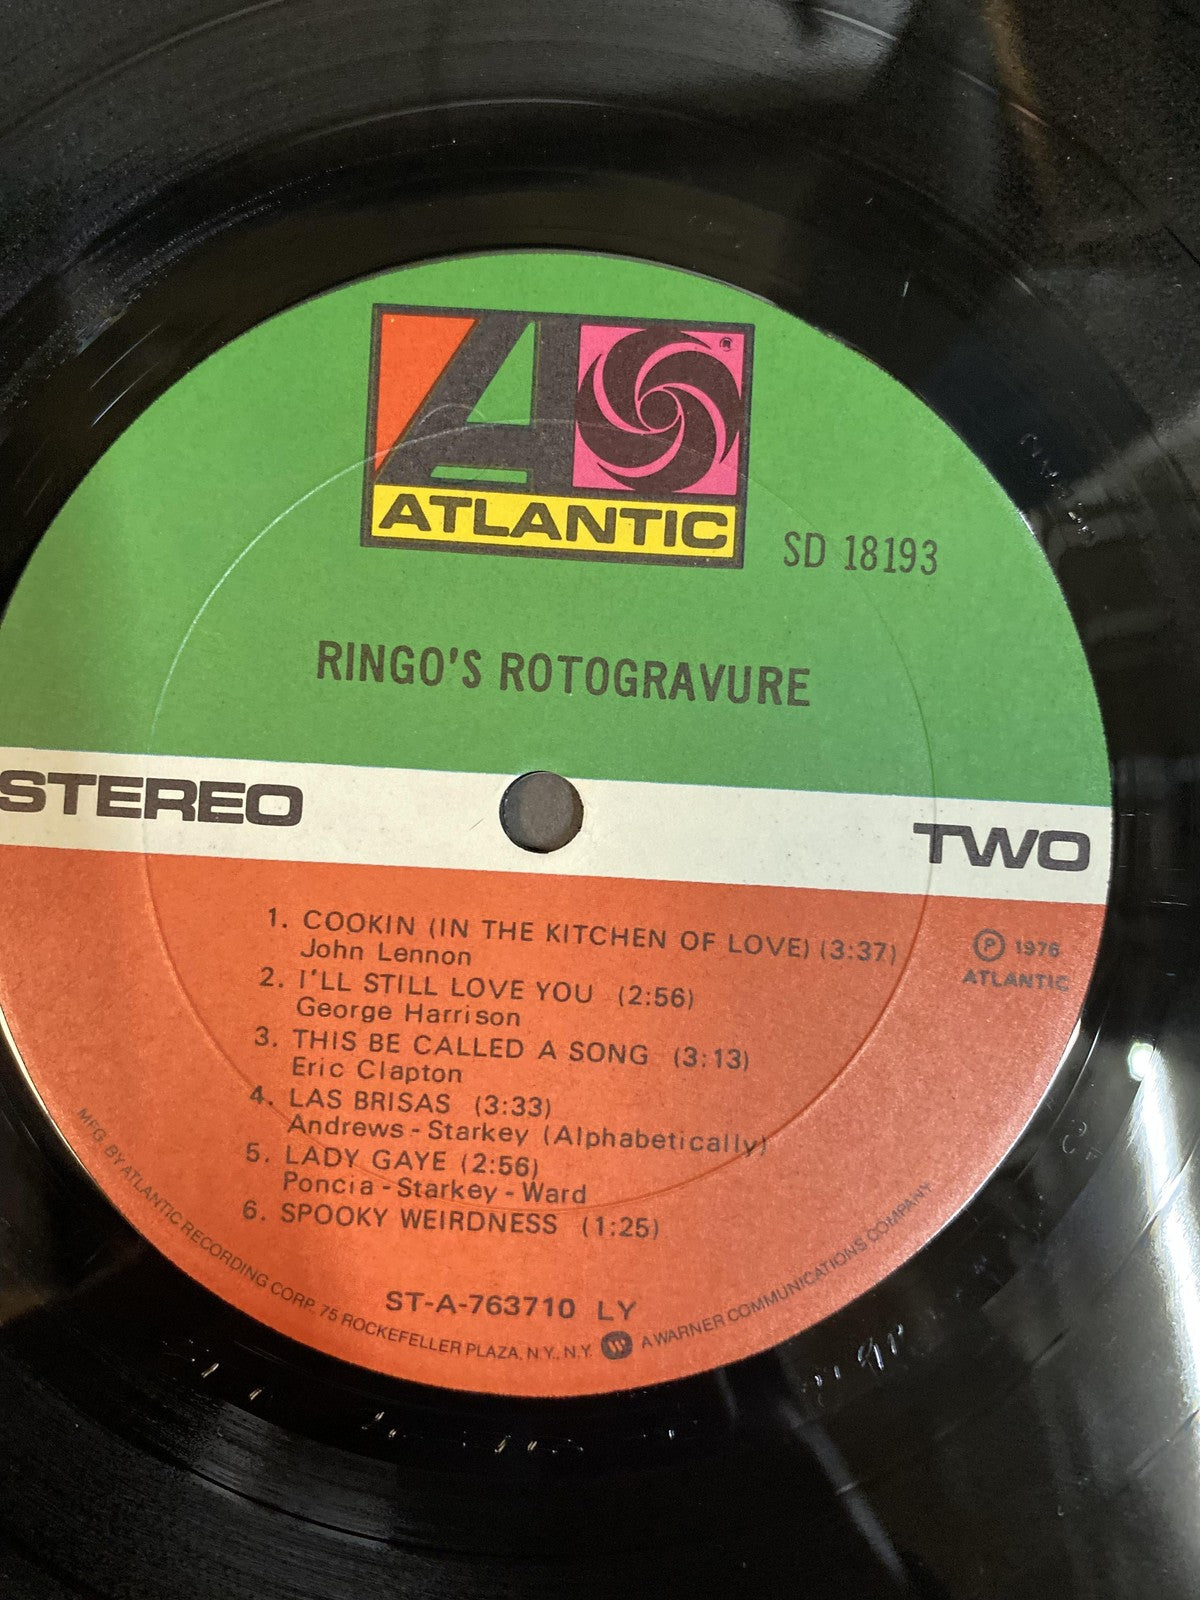 ATLANTIC
SD 18193
RINGO'S ROTOGRAVURE
STEREO
TWO
1. COOKIN (IN THE KITCHEN OF LOVE) (3:37)
John Lennon
2. I'LL STILL LOVE YOU (2:56)
George Harrison
3. THIS BE CALLED A SONG (3:13)
Eric Clapton
4. LAS BRISAS (3:33)
Andrews-Starkey (Alphabetically)
5. LADY GAYE (2:56)
Poncia-Starkey-Ward
6. SPOOKY WEIRDNESS (1:25)
Ⓟ 1976
ATLANTIC
ST-A-763710 LY
MFG. BY ATLANTIC RECORDING CORP. 75 ROCKEFELLER PLAZA, N.Y., N.Y. A WARNER COMMUNICATIONS COMPANY